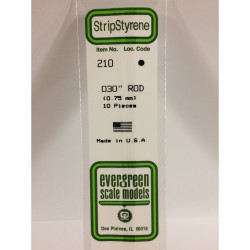 StripStyrene
Item No. Loc. Code
210
.030" ROD
(0.75 mm)
10 Pieces
Made in U.S.A.
evergreen
scale models
Des Plaines, IL 60018